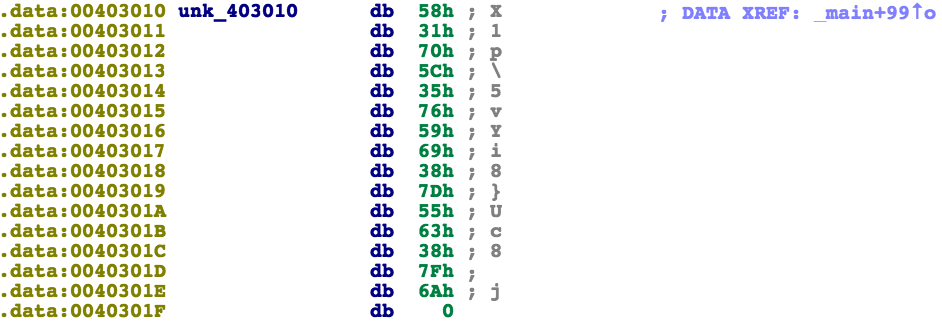 .data:00403010 unk_403010 db 58h ; X ; DATA XREF: _main+99↑o
.data:00403011 db 31h ; 1
.data:00403012 db 70h ; p
.data:00403013 db 5Ch ; \
.data:00403014 db 35h ; 5
.data:00403015 db 76h ; v
.data:00403016 db 59h ; Y
.data:00403017 db 69h ; i
.data:00403018 db 38h ; 8
.data:00403019 db 7Dh ; }
.data:0040301A db 55h ; U
.data:0040301B db 63h ; c
.data:0040301C db 38h ; 8
.data:0040301D db 7Fh ;
.data:0040301E db 6Ah ; j
.data:0040301F db 0